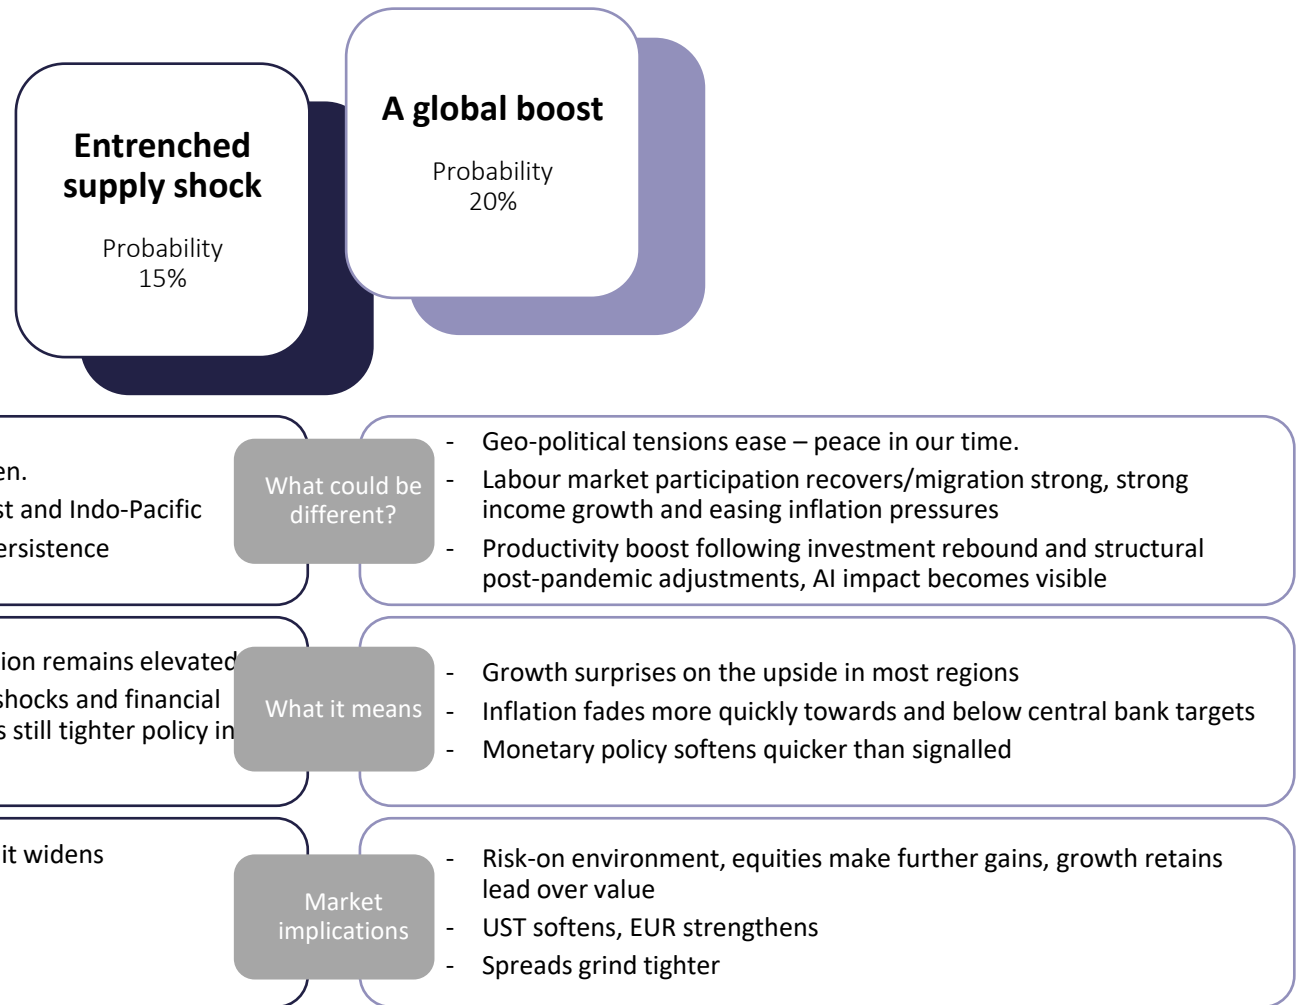 Entrenched
supply shock
Probability
15%
A global boost
Probability
20%
en.
st and Indo-Pacific
ersistence
What could be
different?
- Geo-political tensions ease – peace in our time.
- Labour market participation recovers/migration strong, strong
income growth and easing inflation pressures
- Productivity boost following investment rebound and structural
post-pandemic adjustments, AI impact becomes visible
ion remains elevated
shocks and financial
s still tighter policy in
What it means
- Growth surprises on the upside in most regions
- Inflation fades more quickly towards and below central bank targets
- Monetary policy softens quicker than signalled
it widens
Market
implications
- Risk-on environment, equities make further gains, growth retains
lead over value
- UST softens, EUR strengthens
- Spreads grind tighter